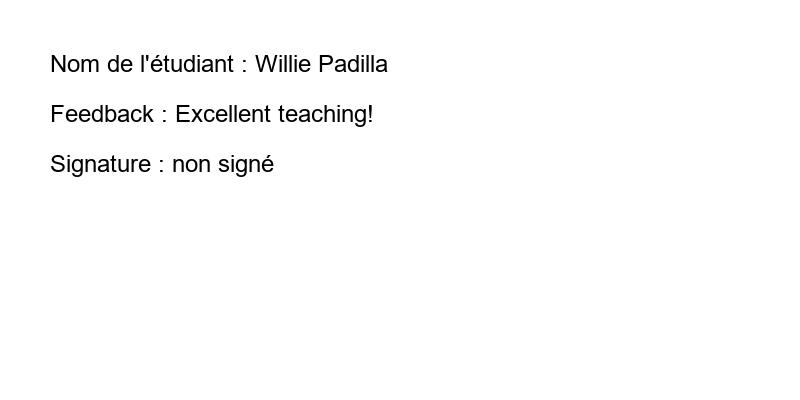 Nom de l'étudiant : Willie Padilla
Feedback : Excellent teaching!
Signature : non signé